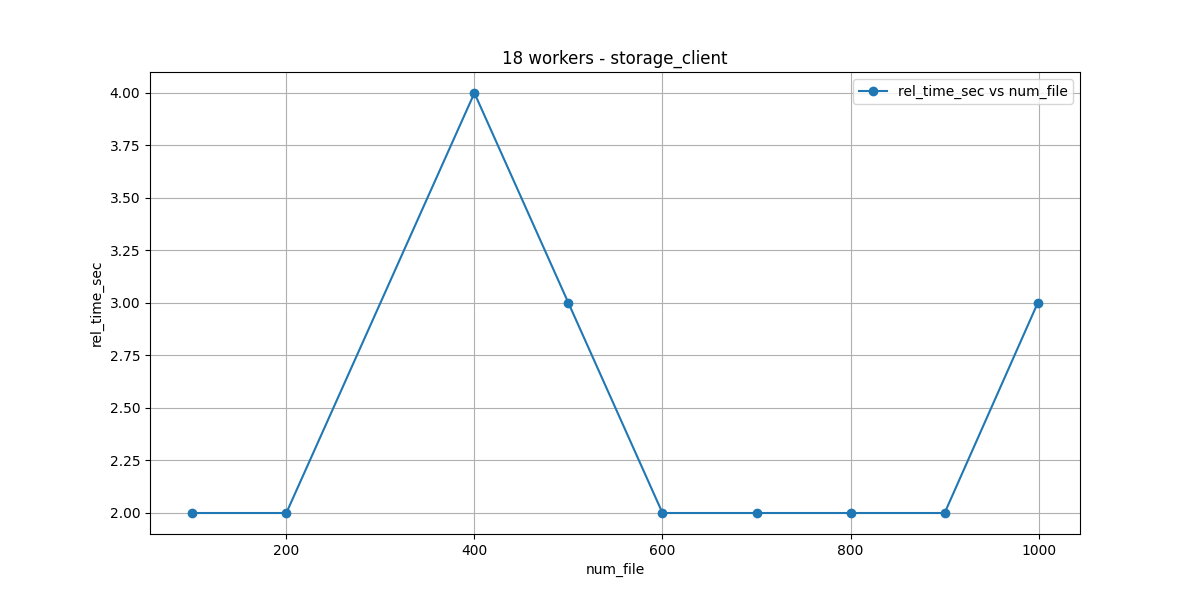 18 workers - storage_client
rel_time_sec vs num_file
4.00
3.75
3.50
3.25
3.00
2.75
2.50
2.25
2.00
rel_time_sec
200 400 600 800 1000
num_file